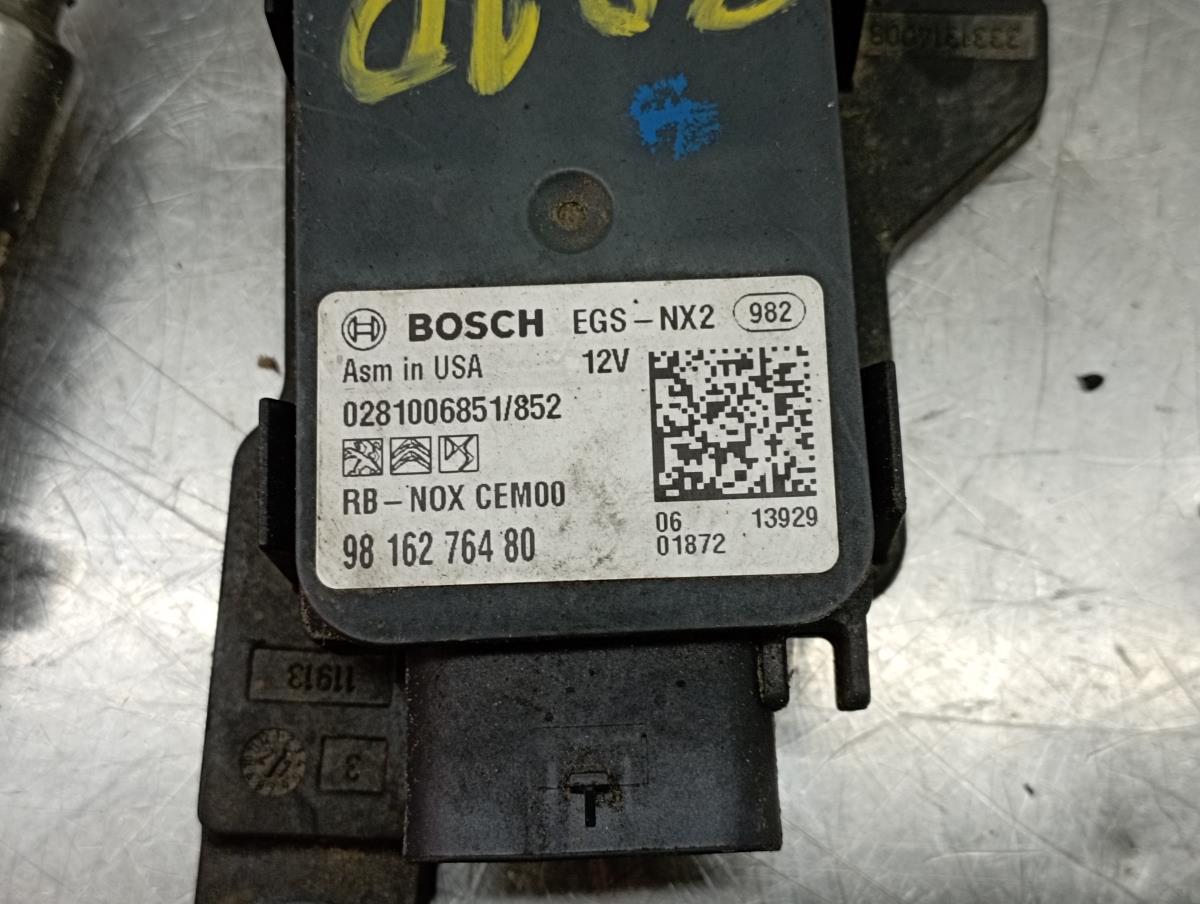 BOSCH EGS-NX2 982
Asm in USA 12V
0281006851/852
RB-NOX CEM00
98 162 764 80
06 13929
01872
11913
3